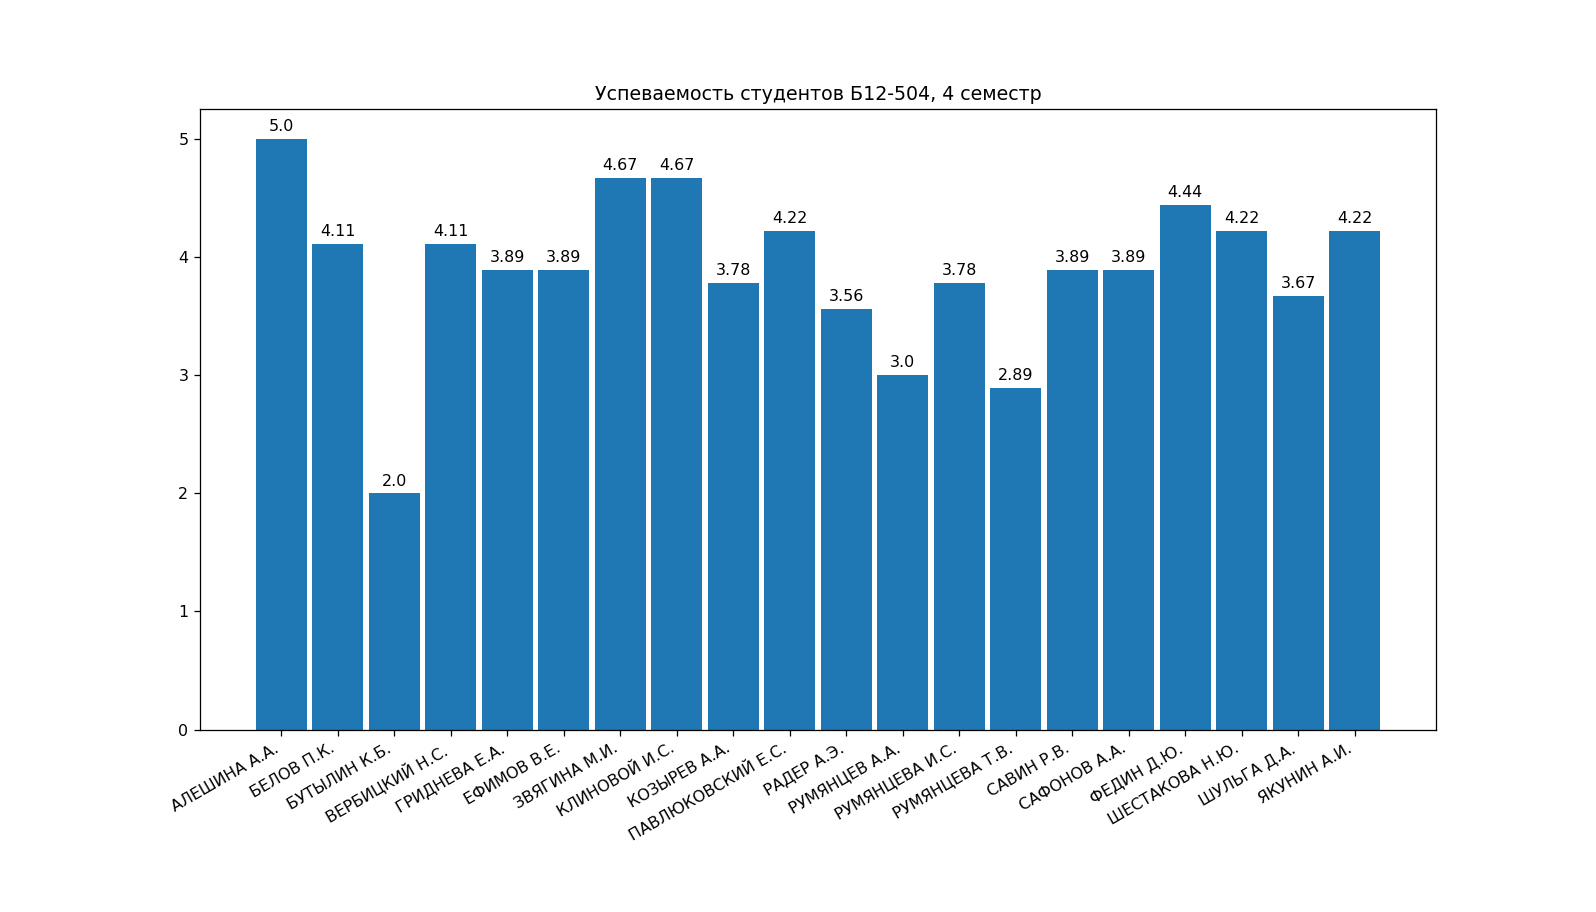 Успеваемость студентов Б12-504, 4 семестр
5
4
3
2
1
0
5.0
4.11
2.0
4.11
3.89
3.89
4.67
4.67
3.78
4.22
3.56
3.0
3.78
2.89
3.89
3.89
4.44
4.22
3.67
4.22
АЛЕШИНА А.А.
БЕЛОВ П.К.
БУТЫЛИН К.Б.
ВЕРБИЦКИЙ Н.С.
ГРИДНЕВА Е.А.
ЕФИМОВ В.Е.
ЗВЯГИНА М.И.
КЛИНОВОЙ И.С.
КОЗЫРЕВ А.А.
ПАВЛЮКОВСКИЙ Е.С.
РАДЕР А.Э.
РУМЯНЦЕВ А.А.
РУМЯНЦЕВА И.С.
РУМЯНЦЕВА Т.В.
САВИН Р.В.
САФОНОВ А.А.
ФЕДИН Д.Ю.
ШЕСТАКОВА Н.Ю.
ШУЛЬГА Д.А.
ЯКУНИН А.И.